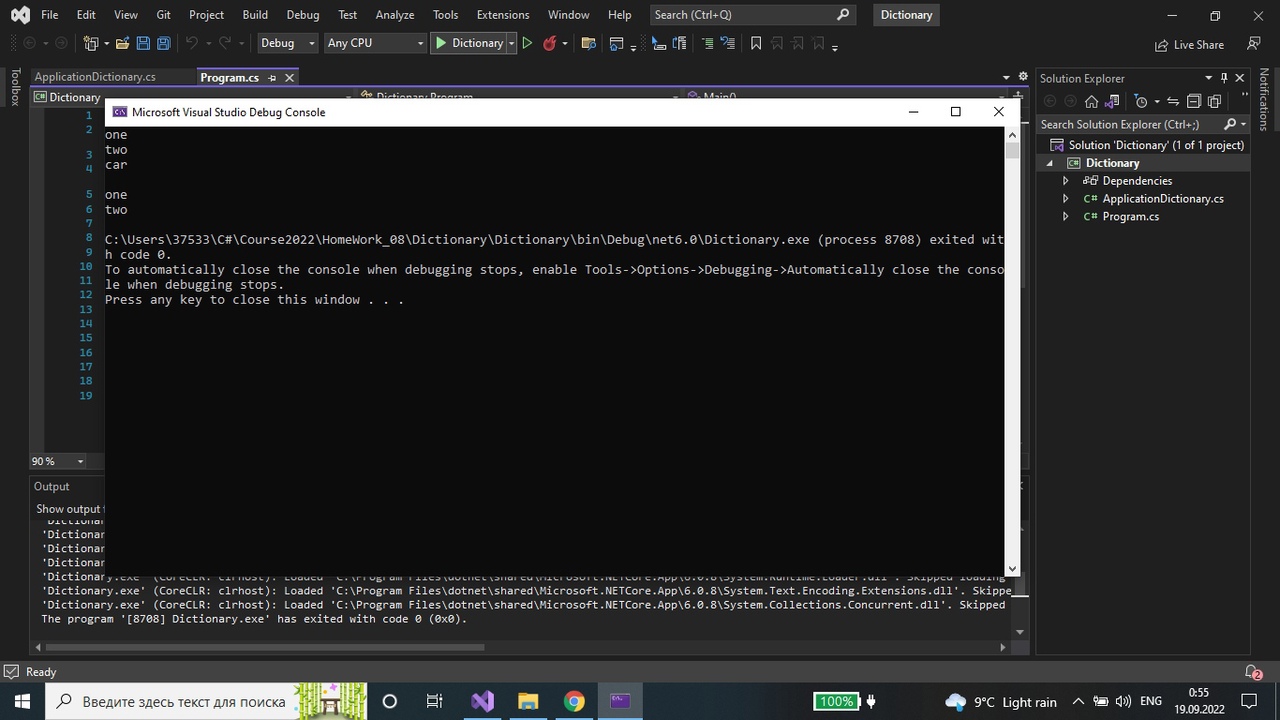 File Edit View Git Project Build Debug Test Analyze Tools Extensions Window Help Search (Ctrl+Q) Dictionary
Debug Any CPU Dictionary Live Share
Toolbox
ApplicationDictionary.cs Program.cs
Dictionary Dictionary.Program Main()
Microsoft Visual Studio Debug Console
1
2
3
4
5
6
7
8
9
10
11
12
13
14
15
16
17
18
19
one
two
car
one
two
C:\Users\37533\C#\Course2022\HomeWork_08\Dictionary\Dictionary\bin\Debug\net6.0\Dictionary.exe (process 8708) exited wit
h code 0.
To automatically close the console when debugging stops, enable Tools->Options->Debugging->Automatically close the conso
le when debugging stops.
Press any key to close this window . . .
90 %
Output
Show output
'Dictionar
'Dictionar
'Dictionar
'Dictionar
'Dictionary.exe' (CoreCLR: clrhost): Loaded 'C:\Program Files\dotnet\shared\Microsoft.NETCore.App\6.0.8\System.Runtime.Loader.dll'. Skipped loading
'Dictionary.exe' (CoreCLR: clrhost): Loaded 'C:\Program Files\dotnet\shared\Microsoft.NETCore.App\6.0.8\System.Text.Encoding.Extensions.dll'. Skippe
'Dictionary.exe' (CoreCLR: clrhost): Loaded 'C:\Program Files\dotnet\shared\Microsoft.NETCore.App\6.0.8\System.Collections.Concurrent.dll'. Skipped
The program '[8708] Dictionary.exe' has exited with code 0 (0x0).
Solution Explorer
Search Solution Explorer (Ctrl+;)
Solution 'Dictionary' (1 of 1 project)
Dictionary
Dependencies
C# ApplicationDictionary.cs
C# Program.cs
Notifications
Ready 2
Введите здесь текст для поиска 100% 9°C Light rain ENG 0:55
19.09.2022